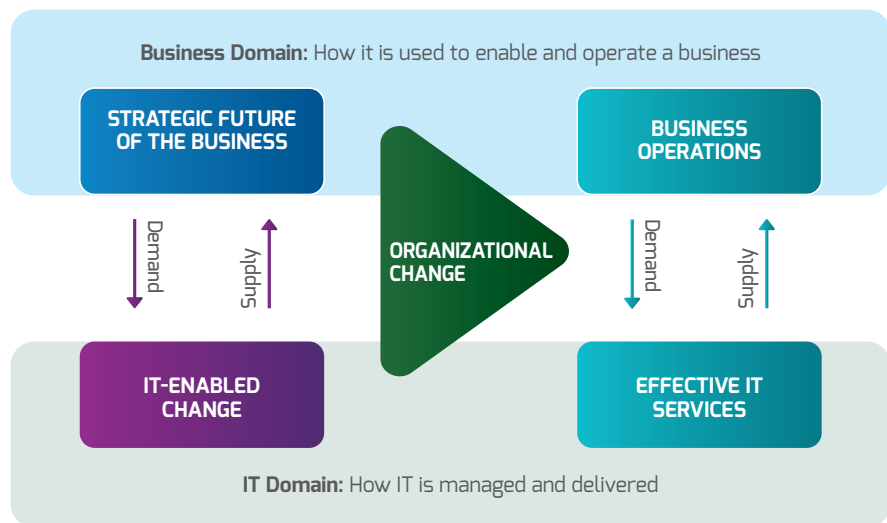 Business Domain: How it is used to enable and operate a business
STRATEGIC FUTURE
OF THE BUSINESS
BUSINESS
OPERATIONS
Demand
Supply
ORGANIZATIONAL
CHANGE
Demand
Supply
IT-ENABLED
CHANGE
EFFECTIVE IT
SERVICES
IT Domain: How IT is managed and delivered